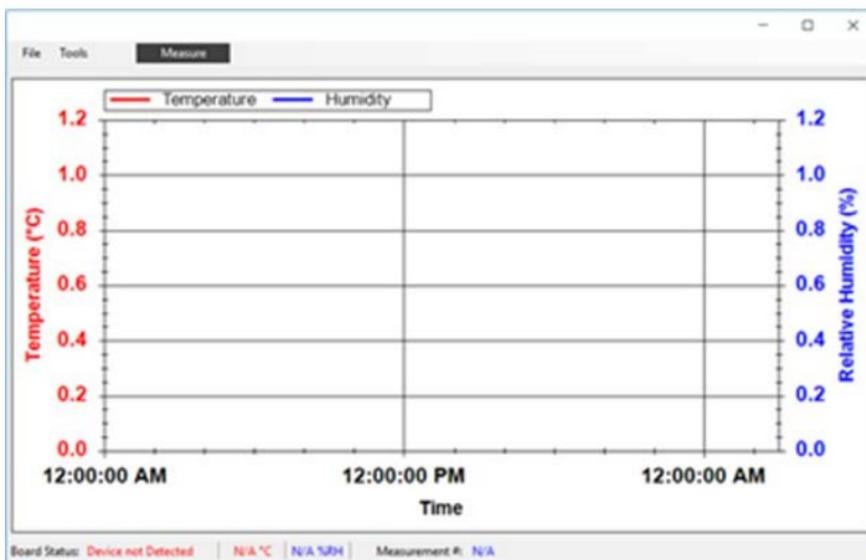 File Tools Measure
Temperature Humidity
1.2 1.2
1.0 1.0
0.8 0.8
0.6 0.6
0.4 0.4
0.2 0.2
0.0 0.0
Temperature (°C)
Relative Humidity (%)
12:00:00 AM 12:00:00 PM 12:00:00 AM
Time
Board Status: Device not Detected N/A °C N/A %RH Measurement #: N/A